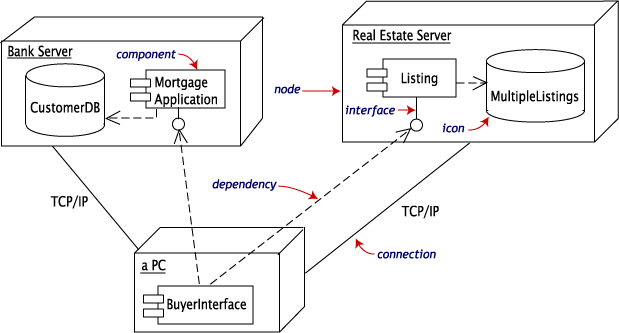 Bank Server
component
Mortgage
Application
CustomerDB
Real Estate Server
node
Listing
interface
MultipleListings
icon
dependency
TCP/IP
TCP/IP
connection
a PC
BuyerInterface